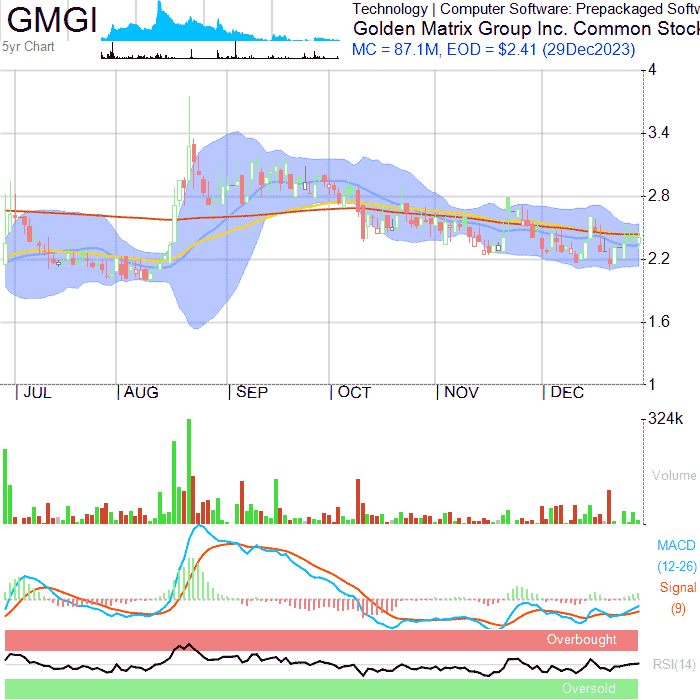 GMGI
5yr Chart
Technology | Computer Software: Prepackaged Softw
Golden Matrix Group Inc. Common Stock
MC = 87.1M, EOD = $2.41 (29Dec2023)
4
3.4
2.8
2.2
1.6
1
JUL AUG SEP OCT NOV DEC
324k
Volume
MACD
(12-26)
Signal
(9)
Overbought
RSI(14)
Oversold